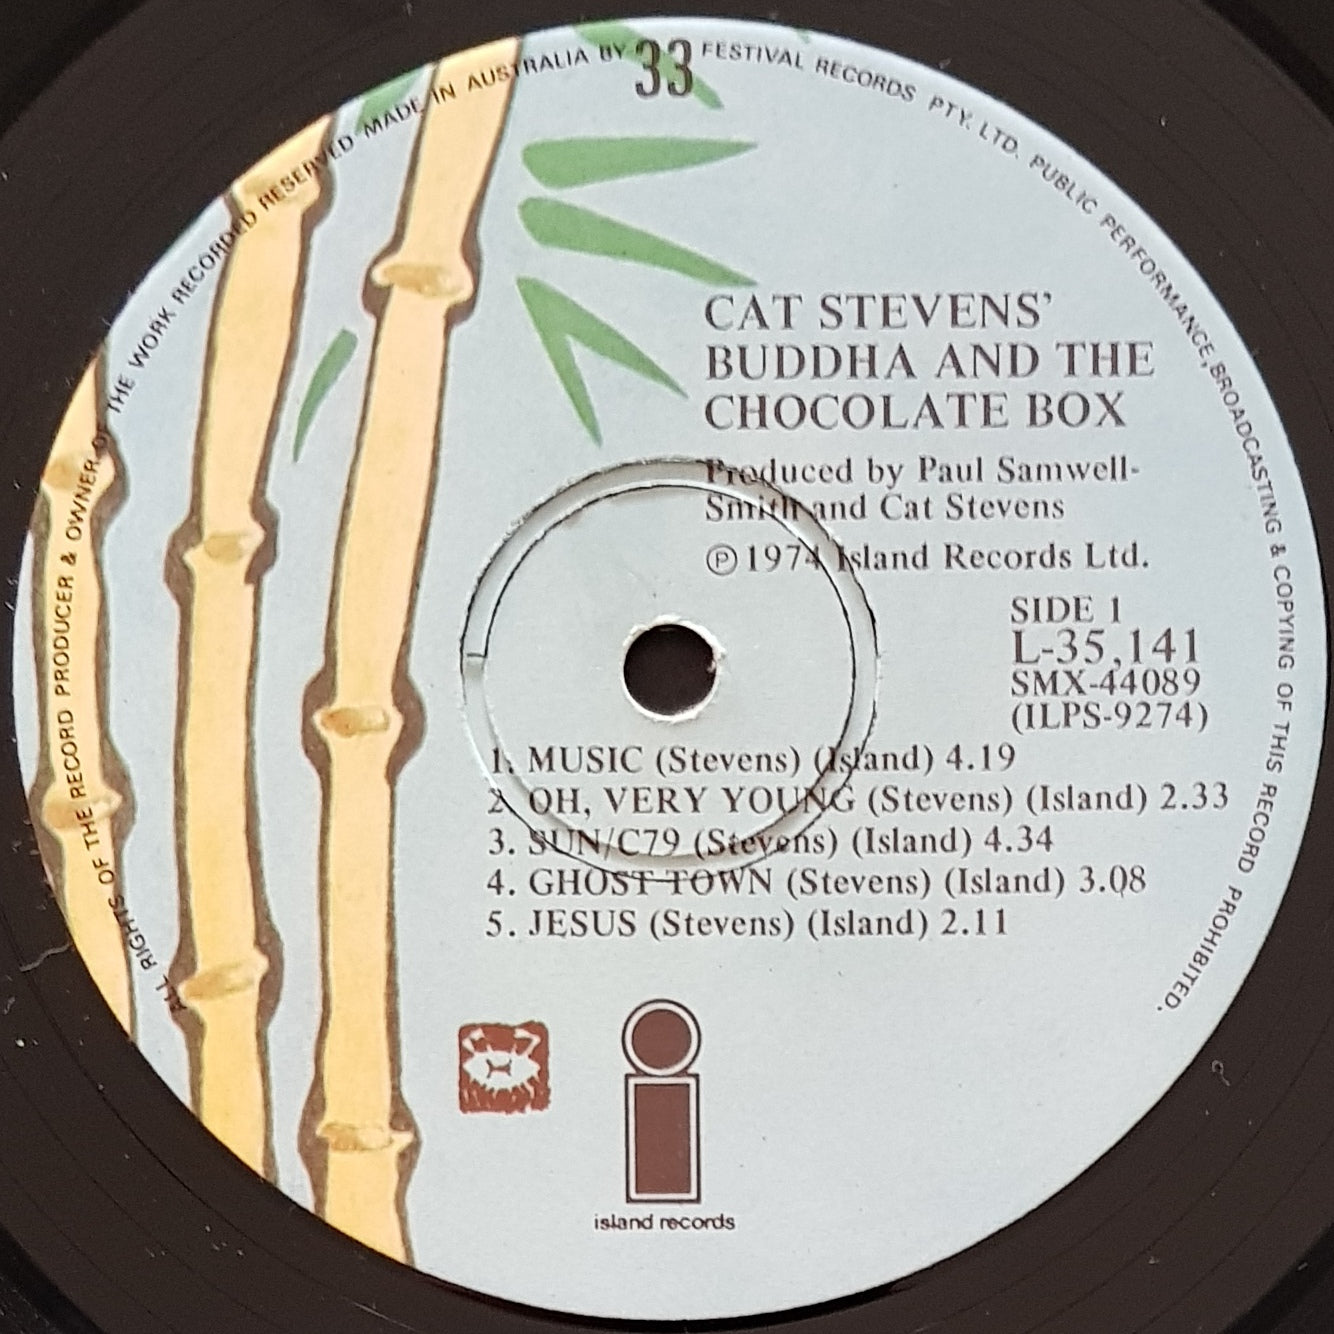 ALL RIGHTS OF THE RECORD PRODUCER & OWNER OF THE WORK RECORDED RESERVED MADE IN AUSTRALIA BY 33 FESTIVAL RECORDS PTY. LTD. PUBLIC PERFORMANCE, BROADCASTING & COPYING OF THIS RECORD PROHIBITED.
CAT STEVENS'
BUDDHA AND THE
CHOCOLATE BOX
Produced by Paul Samwell-
Smith and Cat Stevens
℗ 1974 Island Records Ltd.
SIDE 1
L-35,141
SMX-44089
(ILPS-9274)
1. MUSIC (Stevens) (Island) 4.19
2. OH, VERY YOUNG (Stevens) (Island) 2.33
3. SUN/C79 (Stevens) (Island) 4.34
4. GHOST TOWN (Stevens) (Island) 3.08
5. JESUS (Stevens) (Island) 2.11
island records